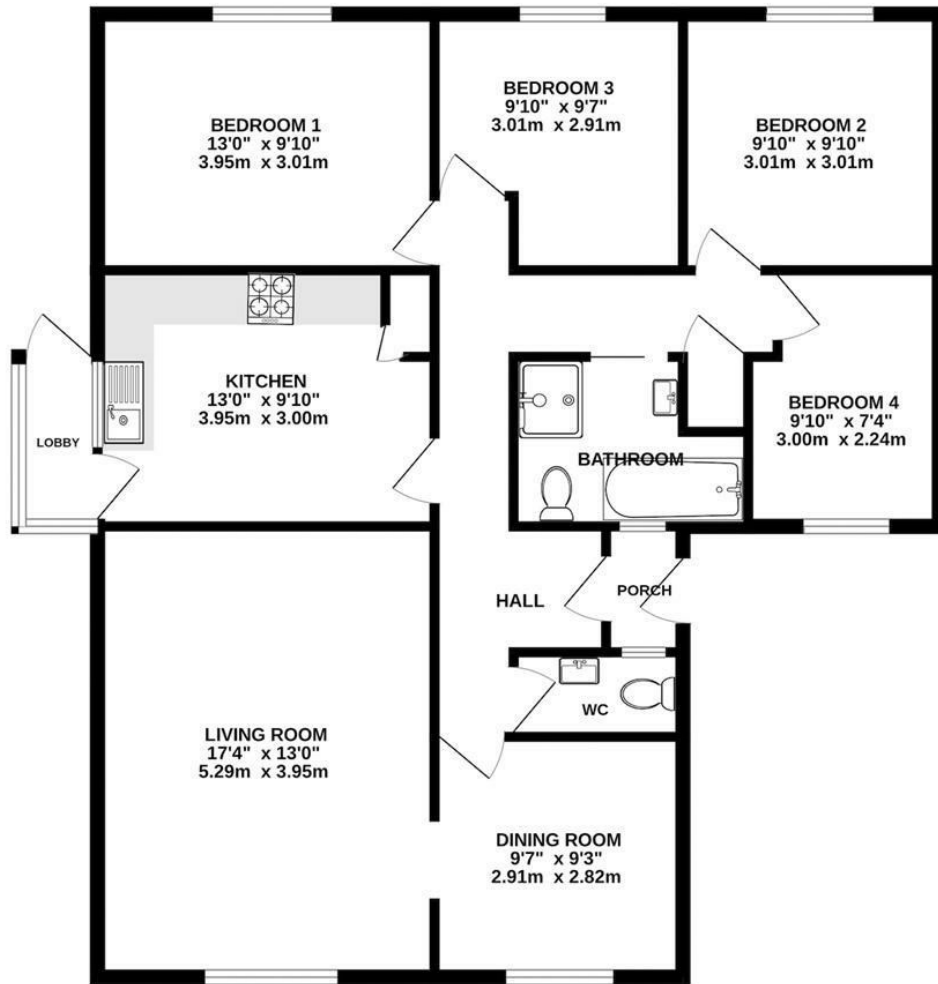 BEDROOM 1
13'0" x 9'10"
3.95m x 3.01m
BEDROOM 3
9'10" x 9'7"
3.01m x 2.91m
BEDROOM 2
9'10" x 9'10"
3.01m x 3.01m
KITCHEN
13'0" x 9'10"
3.95m x 3.00m
LOBBY
BATHROOM
BEDROOM 4
9'10" x 7'4"
3.00m x 2.24m
HALL
PORCH
WC
LIVING ROOM
17'4" x 13'0"
5.29m x 3.95m
DINING ROOM
9'7" x 9'3"
2.91m x 2.82m